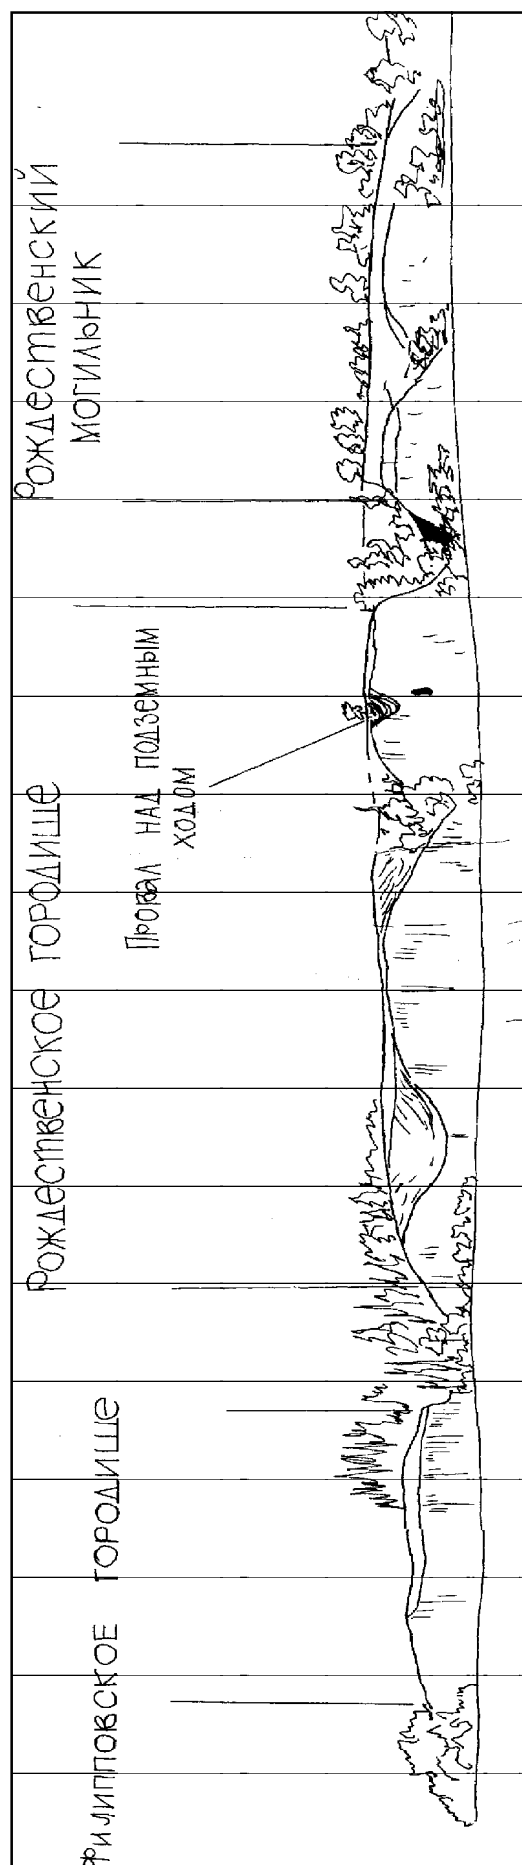 Филипповское городище
Рождественское городище
Провал над подземным
ходом
Рождественский
могильник